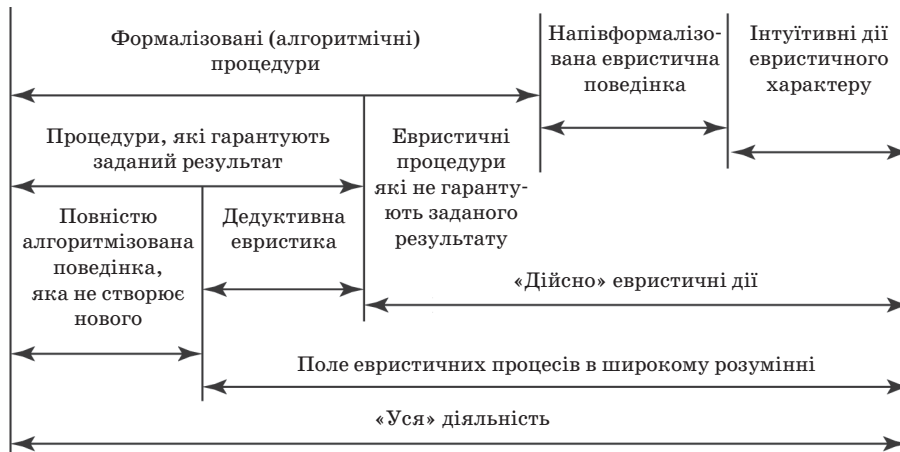 Формалізовані (алгоритмічні)
процедури
Напівформалізо-
вана евристична
поведінка
Інтуїтивні дії
евристичного
характеру
Процедури, які гарантують
заданий результат
Евристичні
процедури
які не гаранту-
ють заданого
результату
Повністю
алгоритмізована
поведінка,
яка не створює
нового
Дедуктивна
евристика
«Дійсно» евристичні дії
Поле евристичних процесів в широкому розумінні
«Уся» діяльність